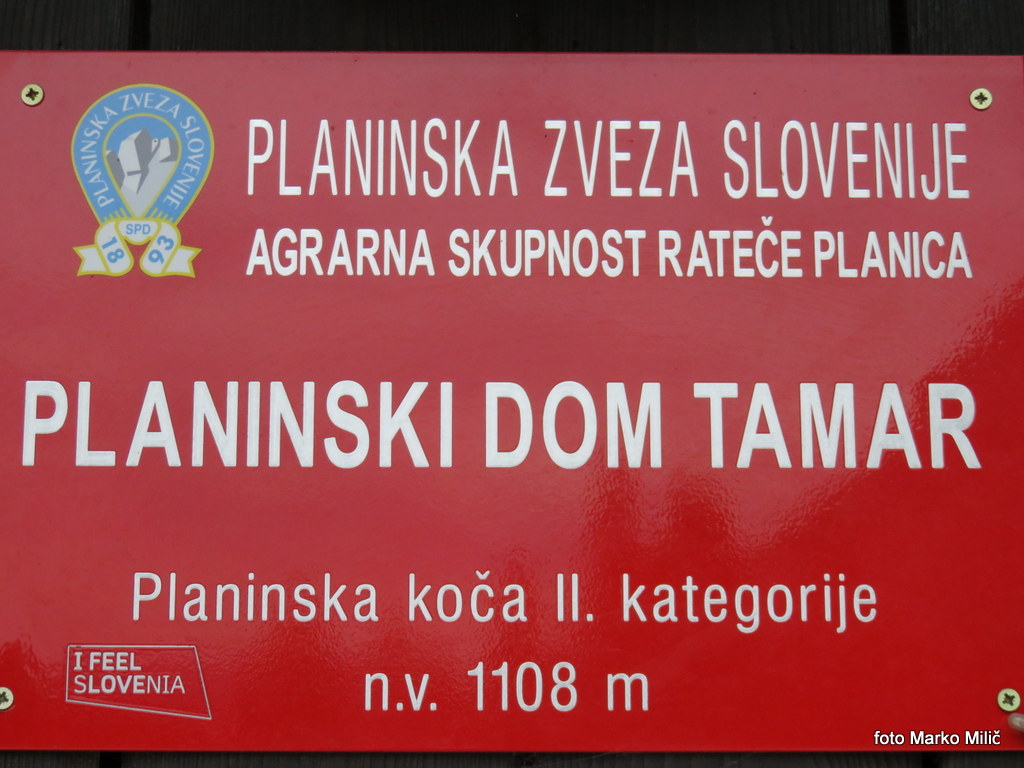 PLANINSKA ZVEZA SLOVENIJE
SPD
18 93
PLANINSKA ZVEZA SLOVENIJE
AGRARNA SKUPNOST RATEČE PLANICA
PLANINSKI DOM TAMAR
Planinska koča II. kategorije
n.v. 1108 m
I FEEL
SLOVENIA
foto Marko Milič